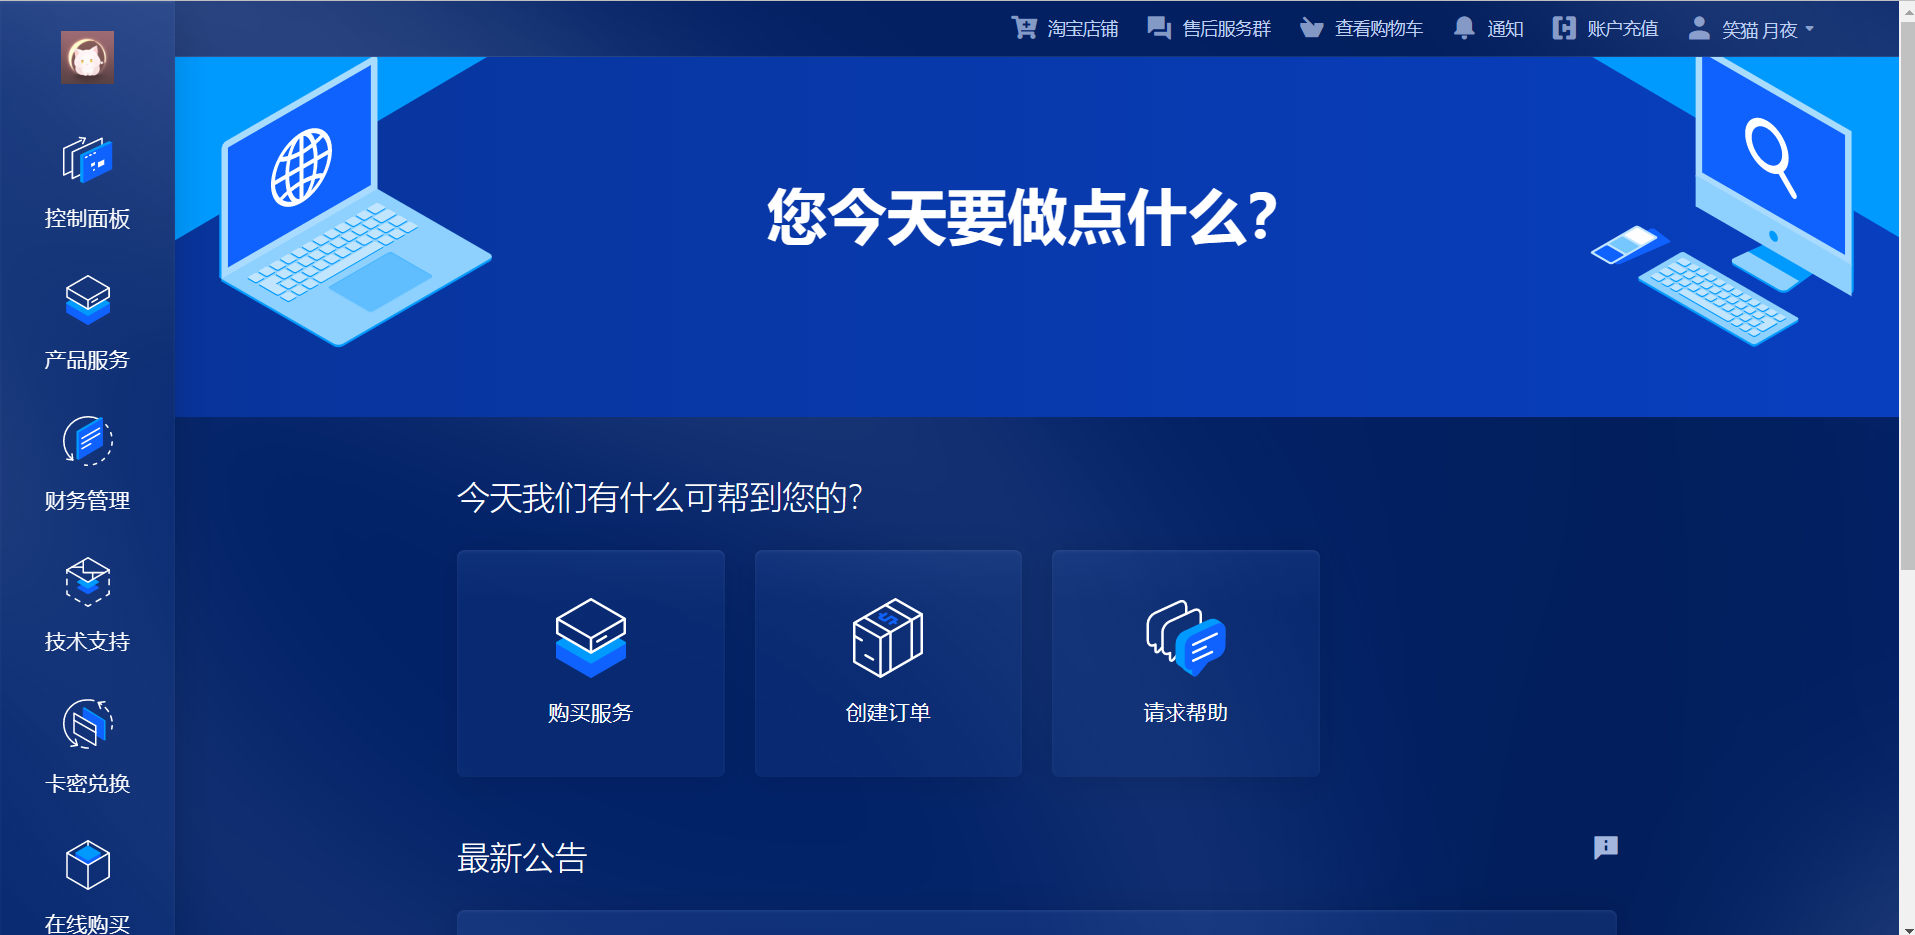 淘宝店铺
售后服务群
查看购物车
通知
账户充值
笑猫 月夜
控制面板
产品服务
财务管理
技术支持
卡密兑换
在线购买
您今天要做点什么?
今天我们有什么可帮到您的?
购买服务
创建订单
请求帮助
最新公告